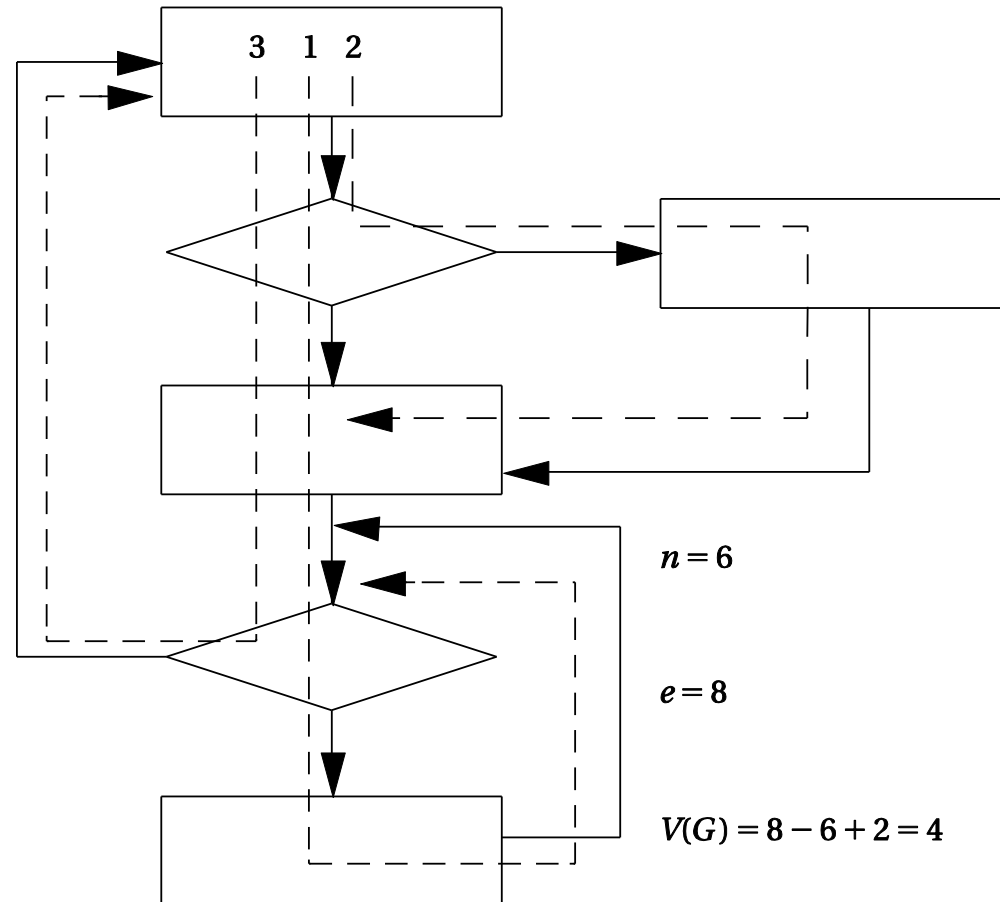 3 1 2
n = 6
e = 8
V(G) = 8 − 6 + 2 = 4